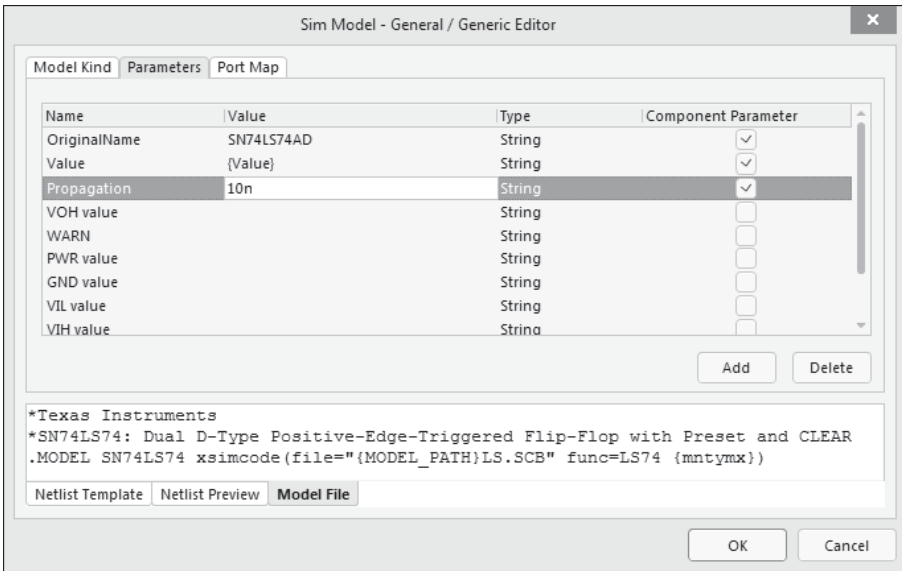 Sim Model - General / Generic Editor
Model Kind Parameters Port Map
Name Value Type Component Parameter
OriginalName SN74LS74AD String
Value {Value} String
Propagation 10n String
VOH value String
WARN String
PWR value String
GND value String
VIL value String
VIH value String
Add Delete
*Texas Instruments
*SN74LS74: Dual D-Type Positive-Edge-Triggered Flip-Flop with Preset and CLEAR
.MODEL SN74LS74 xsimcode(file="{MODEL_PATH}LS.SCB" func=LS74 {mntymx})
Netlist Template Netlist Preview Model File
OK Cancel